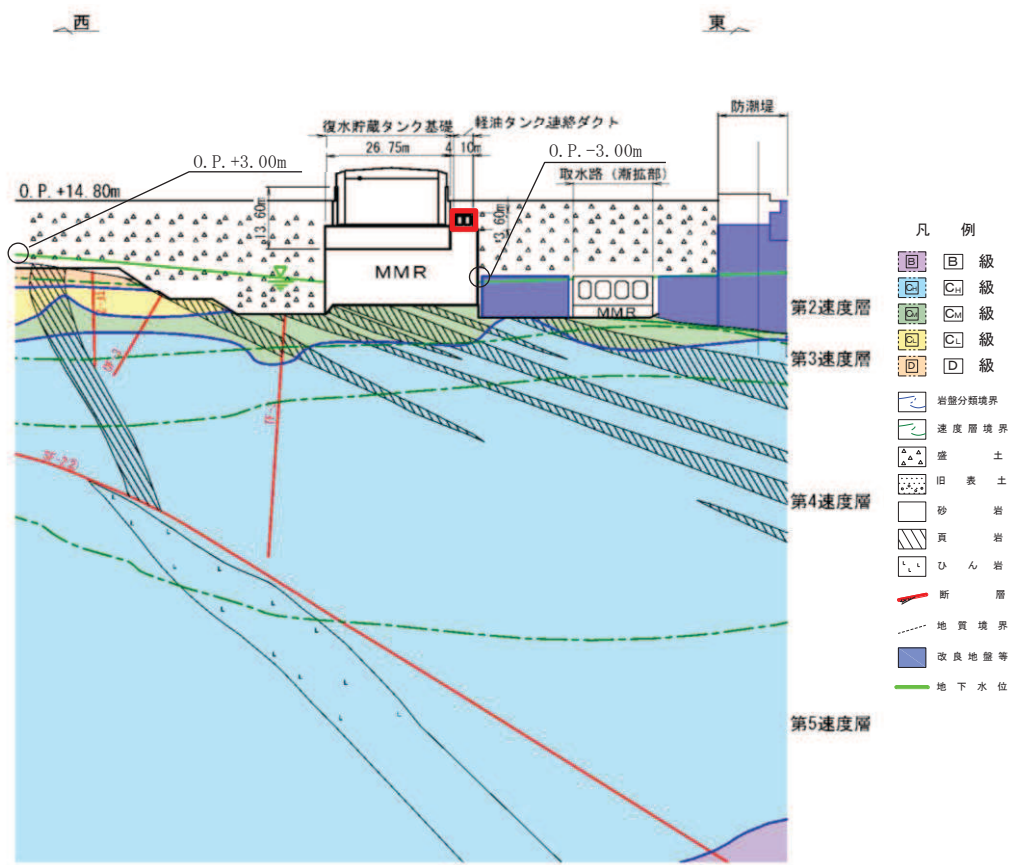 西
東
防潮堤
復水貯蔵タンク基礎
軽油タンク連絡ダクト
26.75m
4.10m
O.P.+3.00m
O.P.-3.00m
取水路(漸拡部)
O.P.+14.80m
13.60m
3.60m
MMR
MMR
第2速度層
第3速度層
第4速度層
第5速度層
凡 例
B B 級
CH CH 級
CM CM 級
CL CL 級
D D 級
岩盤分類境界
速度層境界
盛 土
旧 表 土
砂 岩
頁 岩
ひ ん 岩
断 層
地 質 境 界
改 良 地 盤 等
地 下 水 位